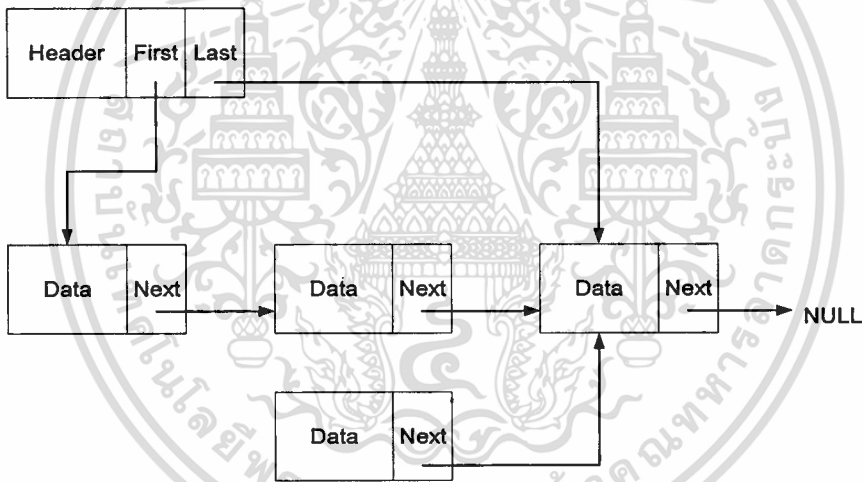 Header First Last
Data Next Data Next Data Next
NULL
Data Next